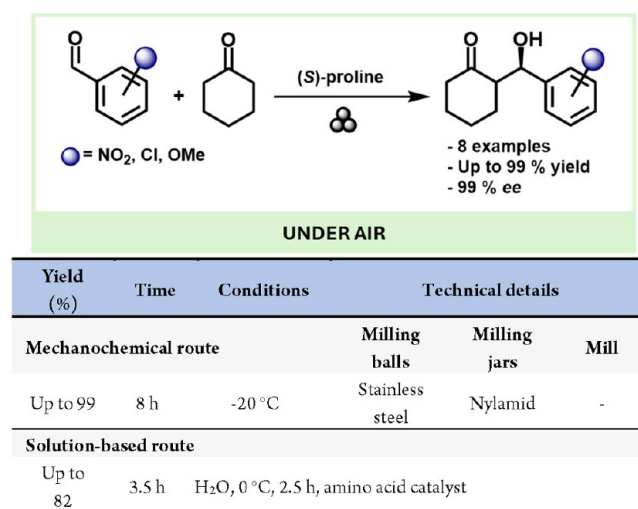 O
O
O
OH
(S)-proline
+
= NO2, Cl, OMe
- 8 examples
- Up to 99 % yield
- 99 % ee
UNDER AIR
Yield (%) Time Conditions Technical details
Mechanochemical route Milling balls Milling jars Mill
Up to 99 8 h -20 °C Stainless steel Nylamid -
Solution-based route
Up to 82 3.5 h H2O, 0 °C, 2.5 h, amino acid catalyst